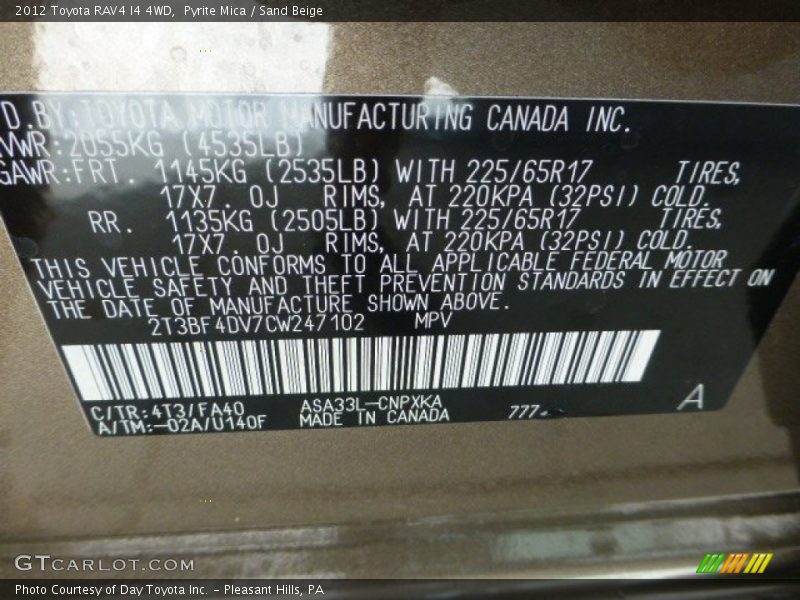 2012 Toyota RAV4 I4 4WD, Pyrite Mica / Sand Beige
D. BY: TOYOTA MOTOR MANUFACTURING CANADA INC.
VWR: 2055KG (4535LB)
GAWR: FRT. 1145KG (2535LB) WITH 225/65R17 TIRES,
17X7.0J RIMS, AT 220KPA (32PSI) COLD.
RR. 1135KG (2505LB) WITH 225/65R17 TIRES,
17X7.0J RIMS, AT 220KPA (32PSI) COLD.
THIS VEHICLE CONFORMS TO ALL APPLICABLE FEDERAL MOTOR
VEHICLE SAFETY AND THEFT PREVENTION STANDARDS IN EFFECT ON
THE DATE OF MANUFACTURE SHOWN ABOVE.
2T3BF4DV7CW247102 MPV
C/TR: 4T3/FA40 ASA33L-CNPXKA
A/TM: -02A/U140F MADE IN CANADA 777 A
GTCARLOT.COM
Photo Courtesy of Day Toyota Inc. - Pleasant Hills, PA